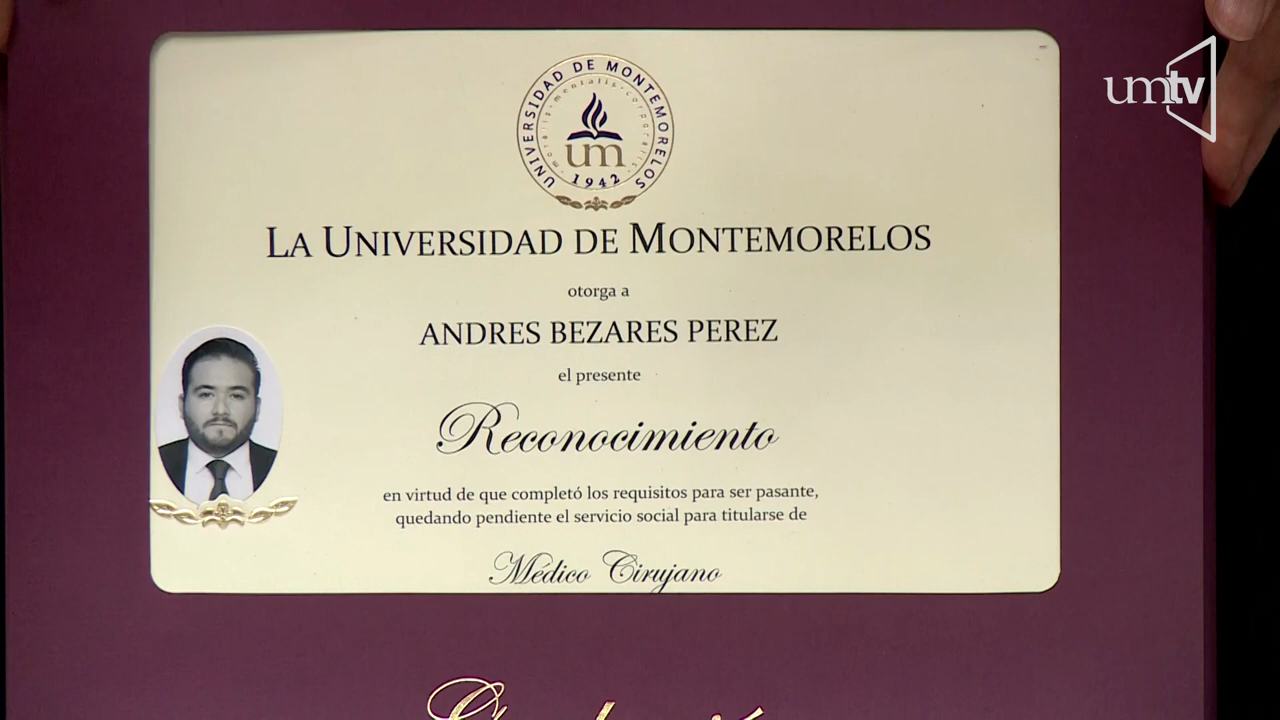 umtv
UNIVERSIDAD DE MONTEMORELOS
um
1942
LA UNIVERSIDAD DE MONTEMORELOS
otorga a
ANDRES BEZARES PEREZ
el presente
Reconocimiento
en virtud de que completó los requisitos para ser pasante,
quedando pendiente el servicio social para titularse de
Médico Cirujano